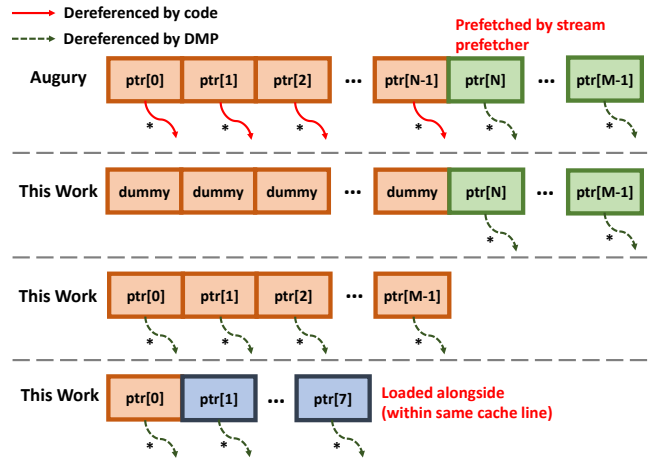 Dereferenced by code
Dereferenced by DMP
Prefetched by stream
prefetcher
Augury ptr[0] ptr[1] ptr[2] ... ptr[N-1] ptr[N] ... ptr[M-1]
* * * * * *
This Work dummy dummy dummy ... dummy ptr[N] ... ptr[M-1]
* *
This Work ptr[0] ptr[1] ptr[2] ... ptr[M-1]
* * * *
This Work ptr[0] ptr[1] ... ptr[7] Loaded alongside
(within same cache line)
* * *